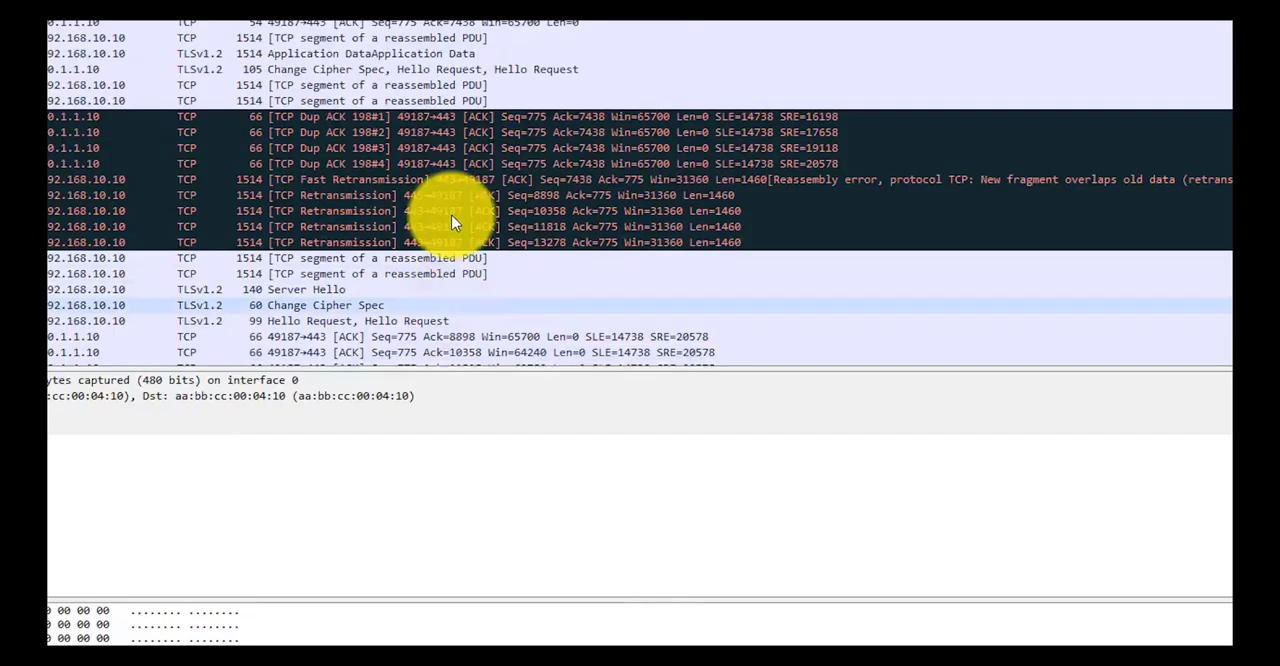 0.1.1.10 TCP 54 49187→443 [ACK] Seq=775 Ack=7438 Win=65700 Len=0
92.168.10.10 TCP 1514 [TCP segment of a reassembled PDU]
92.168.10.10 TLSv1.2 1514 Application DataApplication Data
0.1.1.10 TLSv1.2 105 Change Cipher Spec, Hello Request, Hello Request
92.168.10.10 TCP 1514 [TCP segment of a reassembled PDU]
92.168.10.10 TCP 1514 [TCP segment of a reassembled PDU]
0.1.1.10 TCP 66 [TCP Dup ACK 198#1] 49187→443 [ACK] Seq=775 Ack=7438 Win=65700 Len=0 SLE=14738 SRE=16198
0.1.1.10 TCP 66 [TCP Dup ACK 198#2] 49187→443 [ACK] Seq=775 Ack=7438 Win=65700 Len=0 SLE=14738 SRE=17658
0.1.1.10 TCP 66 [TCP Dup ACK 198#3] 49187→443 [ACK] Seq=775 Ack=7438 Win=65700 Len=0 SLE=14738 SRE=19118
0.1.1.10 TCP 66 [TCP Dup ACK 198#4] 49187→443 [ACK] Seq=775 Ack=7438 Win=65700 Len=0 SLE=14738 SRE=20578
92.168.10.10 TCP 1514 [TCP Fast Retransmission] 443→49187 [ACK] Seq=7438 Ack=775 Win=31360 Len=1460[Reassembly error, protocol TCP: New fragment overlaps old data (retrans
92.168.10.10 TCP 1514 [TCP Retransmission] 443→49187 [ACK] Seq=8898 Ack=775 Win=31360 Len=1460
92.168.10.10 TCP 1514 [TCP Retransmission] 443→49187 [ACK] Seq=10358 Ack=775 Win=31360 Len=1460
92.168.10.10 TCP 1514 [TCP Retransmission] 443→49187 [ACK] Seq=11818 Ack=775 Win=31360 Len=1460
92.168.10.10 TCP 1514 [TCP Retransmission] 443→49187 [ACK] Seq=13278 Ack=775 Win=31360 Len=1460
92.168.10.10 TCP 1514 [TCP segment of a reassembled PDU]
92.168.10.10 TCP 1514 [TCP segment of a reassembled PDU]
92.168.10.10 TLSv1.2 140 Server Hello
92.168.10.10 TLSv1.2 60 Change Cipher Spec
92.168.10.10 TLSv1.2 99 Hello Request, Hello Request
0.1.1.10 TCP 66 49187→443 [ACK] Seq=775 Ack=8898 Win=65700 Len=0 SLE=14738 SRE=20578
0.1.1.10 TCP 66 49187→443 [ACK] Seq=775 Ack=10358 Win=64240 Len=0 SLE=14738 SRE=20578
ytes captured (480 bits) on interface 0
:cc:00:04:10), Dst: aa:bb:cc:00:04:10 (aa:bb:cc:00:04:10)
0 00 00 00 ........ ........
0 00 00 00 ........ ........
0 00 00 00 ........ ........